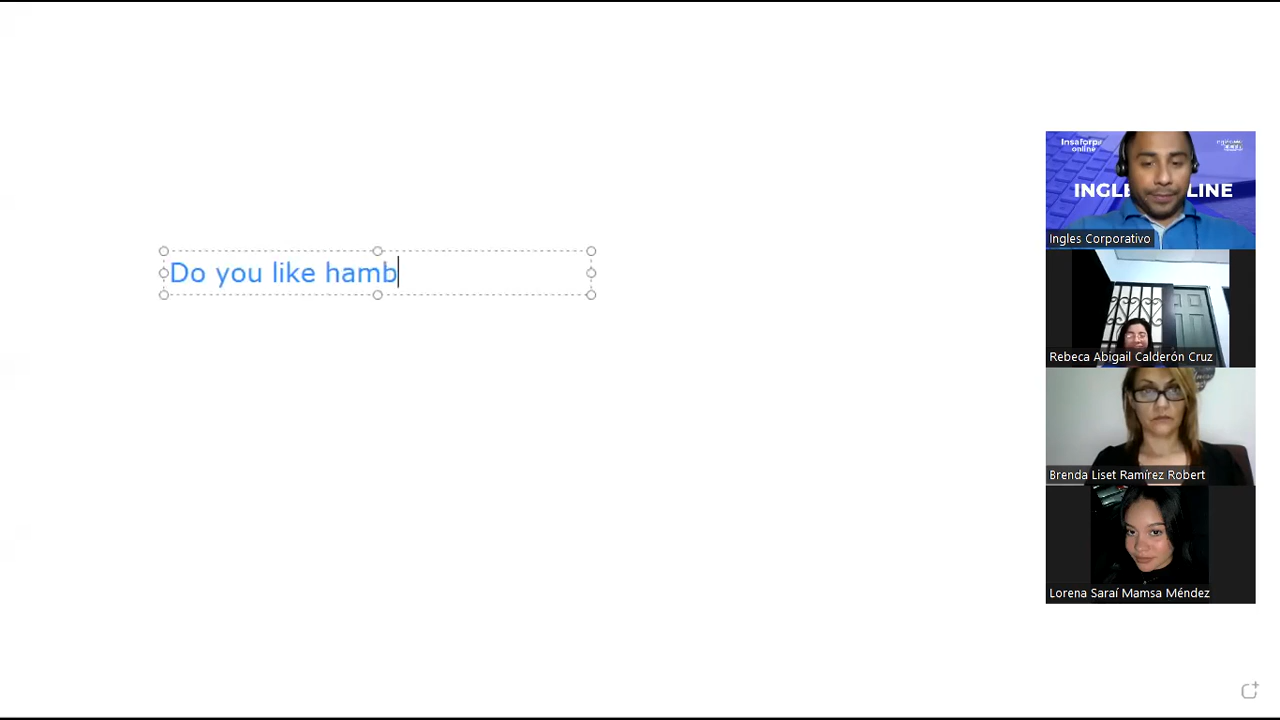 Do you like hamb
Insaforp
online
INGL LINE
Ingles Corporativo
Rebeca Abigail Calderón Cruz
Brenda Liset Ramírez Robert
Lorena Saraí Mamsa Méndez